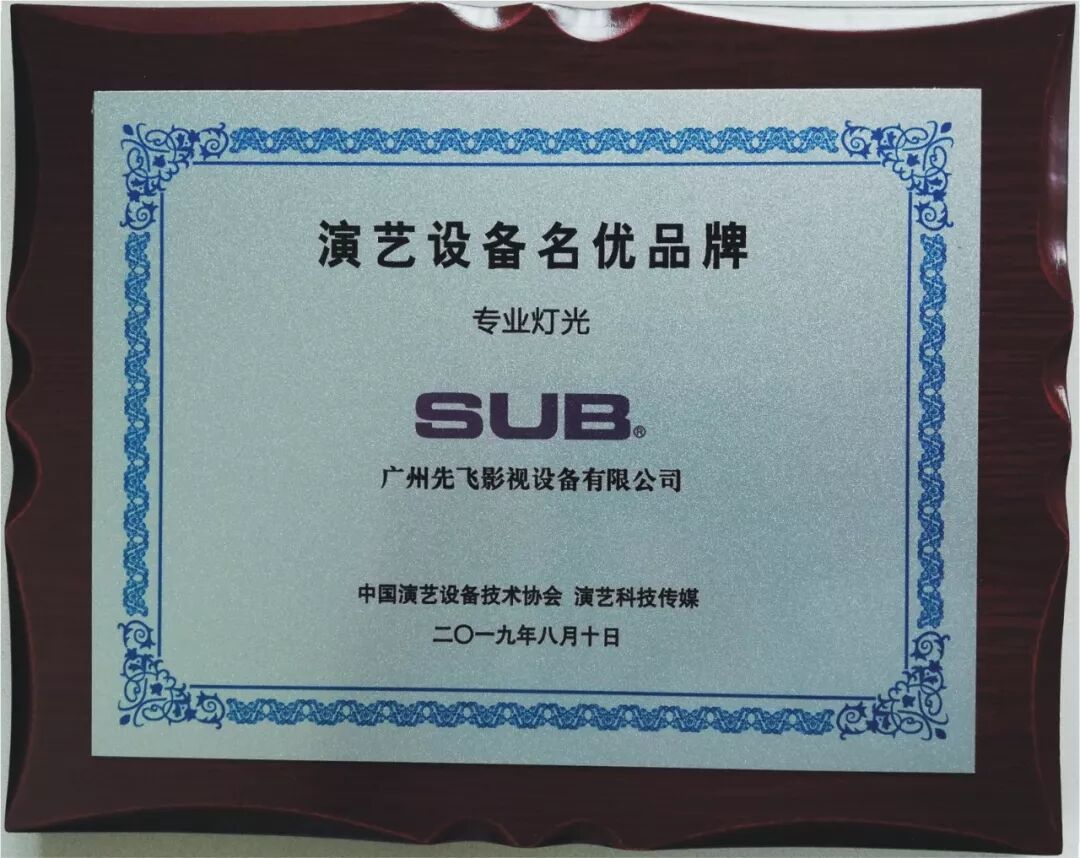 演艺设备名优品牌
专业灯光
SUB®
广州先飞影视设备有限公司
中国演艺设备技术协会 演艺科技传媒
二〇一九年八月十日